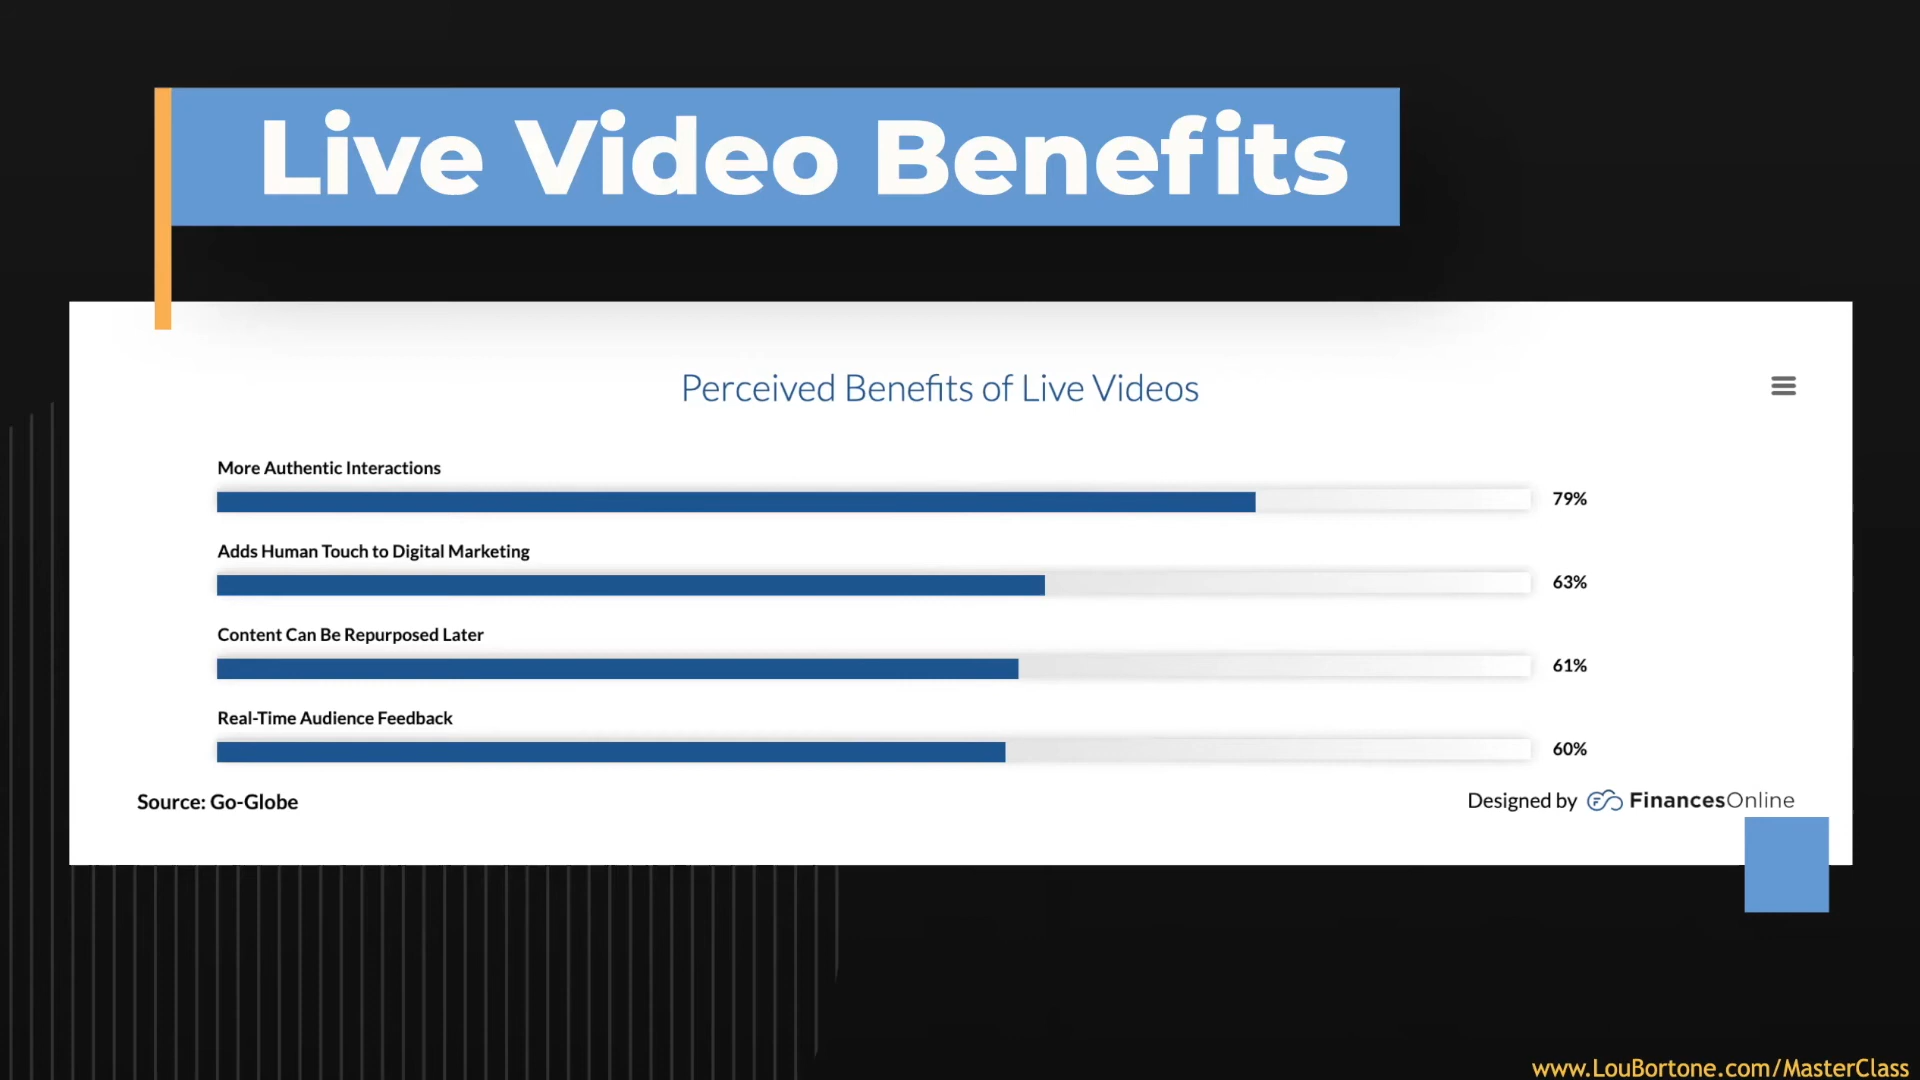 Live Video Benefits
Perceived Benefits of Live Videos
More Authentic Interactions
79%
Adds Human Touch to Digital Marketing
63%
Content Can Be Repurposed Later
61%
Real-Time Audience Feedback
60%
Source: Go-Globe
Designed by FinancesOnline
www.LouBortone.com/MasterClass